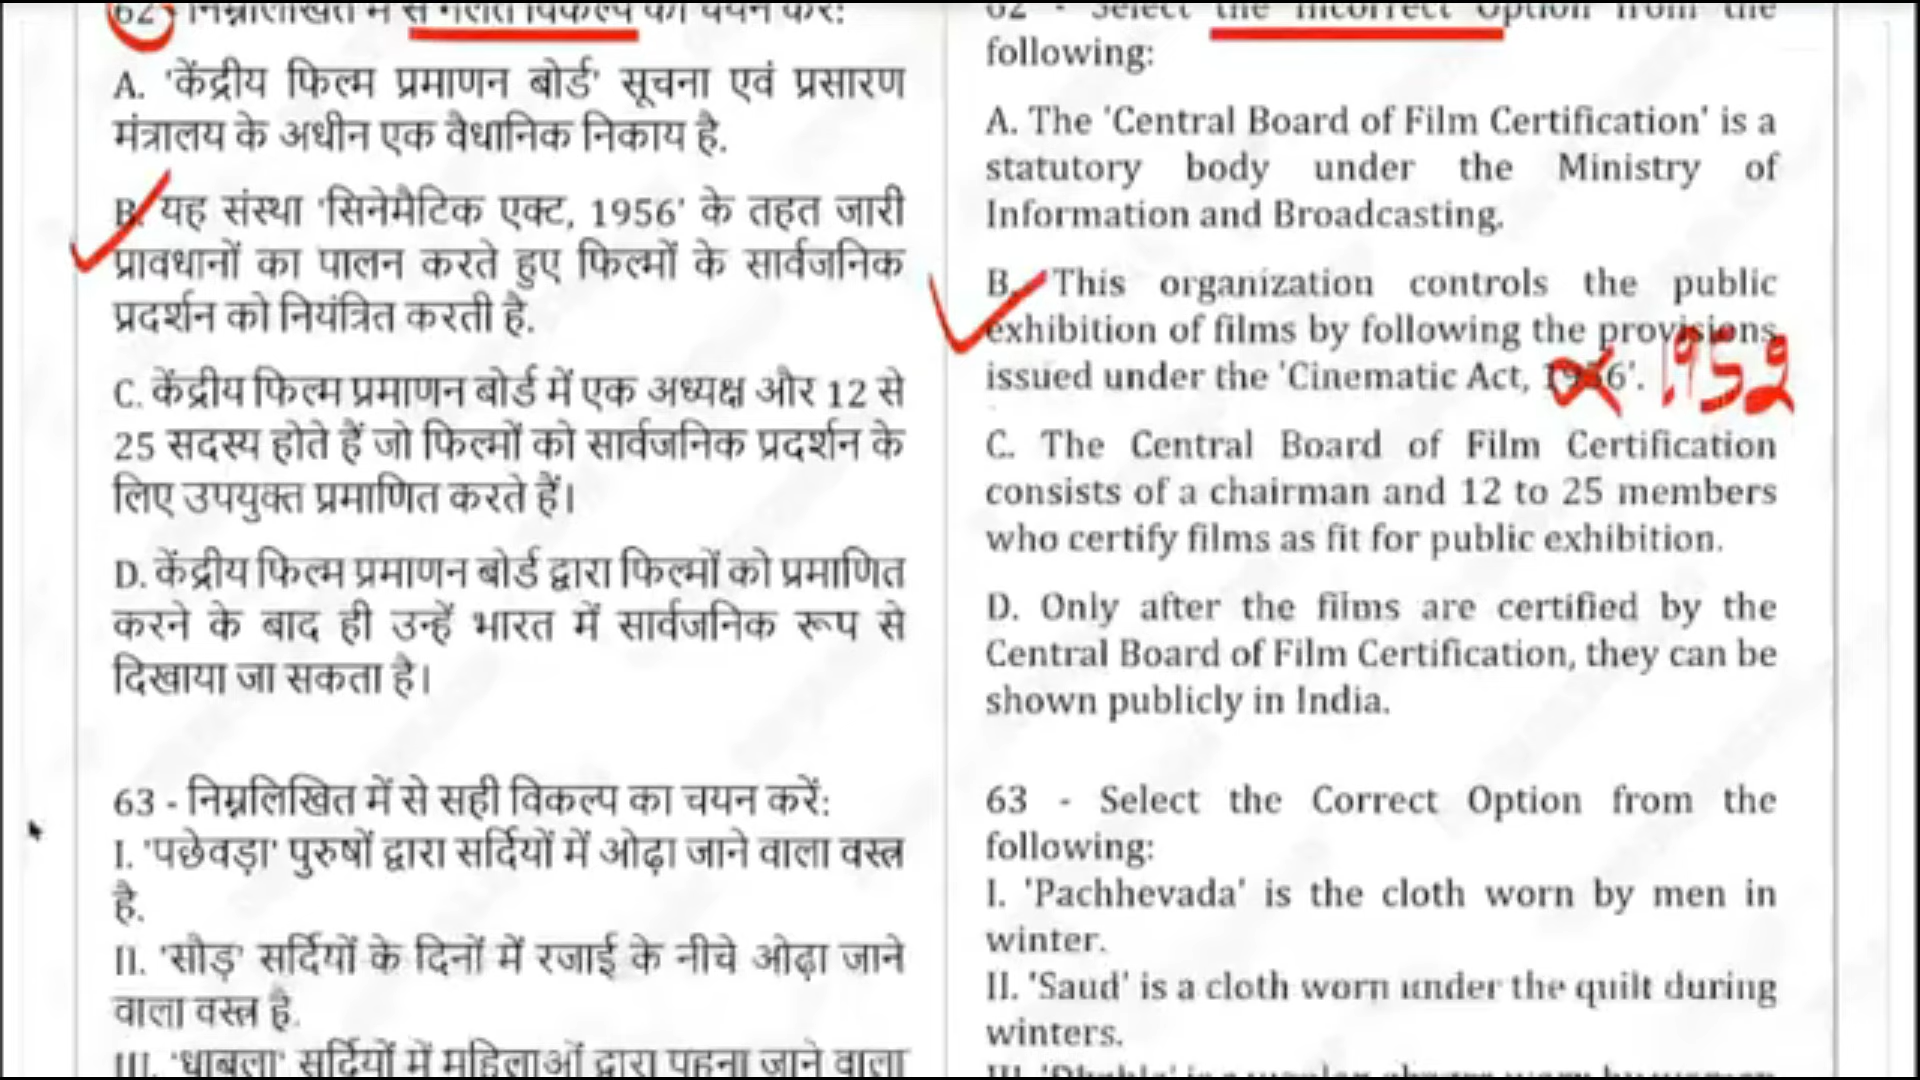 62 - निम्नलिखित में से गलत विकल्प का चयन करें:
A. 'केंद्रीय फिल्म प्रमाणन बोर्ड' सूचना एवं प्रसारण
मंत्रालय के अधीन एक वैधानिक निकाय है.
B. यह संस्था 'सिनेमैटिक एक्ट, 1956' के तहत जारी
प्रावधानों का पालन करते हुए फिल्मों के सार्वजनिक
प्रदर्शन को नियंत्रित करती है.
C. केंद्रीय फिल्म प्रमाणन बोर्ड में एक अध्यक्ष और 12 से
25 सदस्य होते हैं जो फिल्मों को सार्वजनिक प्रदर्शन के
लिए उपयुक्त प्रमाणित करते हैं।
D. केंद्रीय फिल्म प्रमाणन बोर्ड द्वारा फिल्मों को प्रमाणित
करने के बाद ही उन्हें भारत में सार्वजनिक रूप से
दिखाया जा सकता है।
63 - निम्नलिखित में से सही विकल्प का चयन करें:
I. 'पछेवड़ा' पुरुषों द्वारा सर्दियों में ओढ़ा जाने वाला वस्त्र
है.
II. 'सौड़' सर्दियों के दिनों में रजाई के नीचे ओढ़ा जाने
वाला वस्त्र है.
III. 'धाबला' सर्दियों में महिलाओं द्वारा पहना जाने वाला
62 - Select the Incorrect Option from the
following:
A. The 'Central Board of Film Certification' is a
statutory body under the Ministry of
Information and Broadcasting.
B. This organization controls the public
exhibition of films by following the provisions
issued under the 'Cinematic Act, 1956'. 1952
C. The Central Board of Film Certification
consists of a chairman and 12 to 25 members
who certify films as fit for public exhibition.
D. Only after the films are certified by the
Central Board of Film Certification, they can be
shown publicly in India.
63 - Select the Correct Option from the
following:
I. 'Pachhevada' is the cloth worn by men in
winter.
II. 'Saud' is a cloth worn under the quilt during
winters.